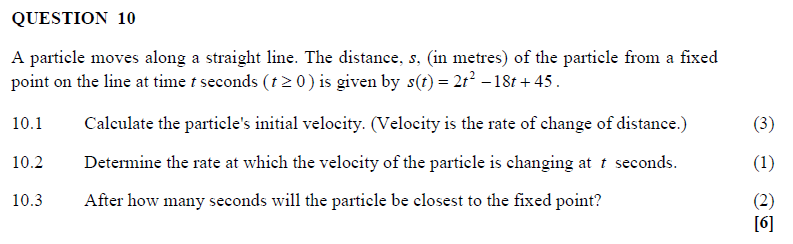 QUESTION 10
A particle moves along a straight line. The distance, s, (in metres) of the particle from a fixed
point on the line at time t seconds ( t ≥ 0 ) is given by s(t) = 2t² – 18t + 45 .
10.1 Calculate the particle's initial velocity. (Velocity is the rate of change of distance.) (3)
10.2 Determine the rate at which the velocity of the particle is changing at t seconds. (1)
10.3 After how many seconds will the particle be closest to the fixed point? (2)
[6]